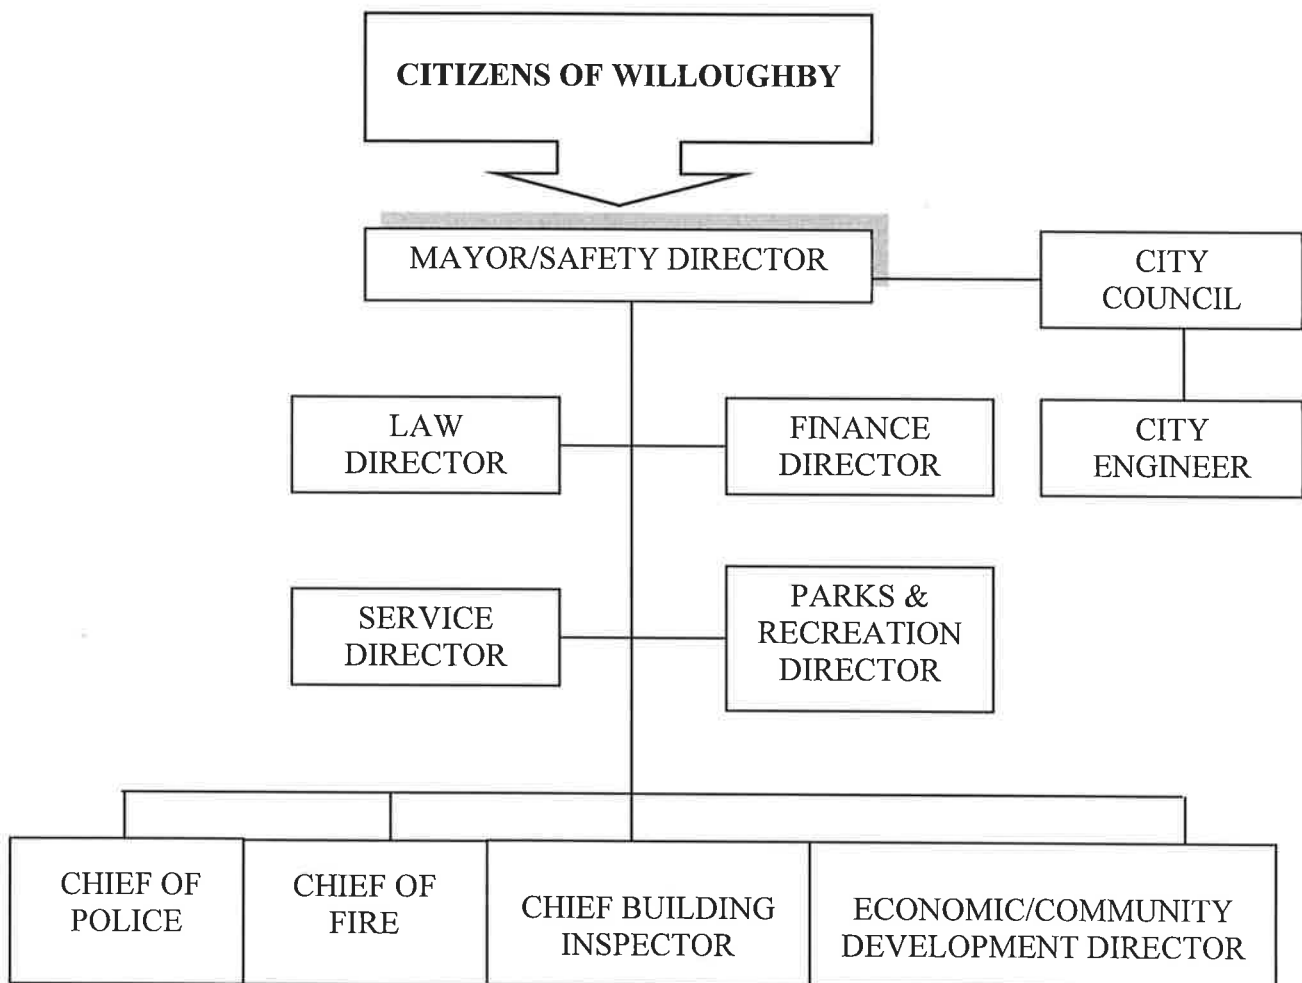 CITIZENS OF WILLOUGHBY
MAYOR/SAFETY DIRECTOR
CITY
COUNCIL
LAW
DIRECTOR
FINANCE
DIRECTOR
CITY
ENGINEER
SERVICE
DIRECTOR
PARKS &
RECREATION
DIRECTOR
CHIEF OF
POLICE
CHIEF OF
FIRE
CHIEF BUILDING
INSPECTOR
ECONOMIC/COMMUNITY
DEVELOPMENT DIRECTOR